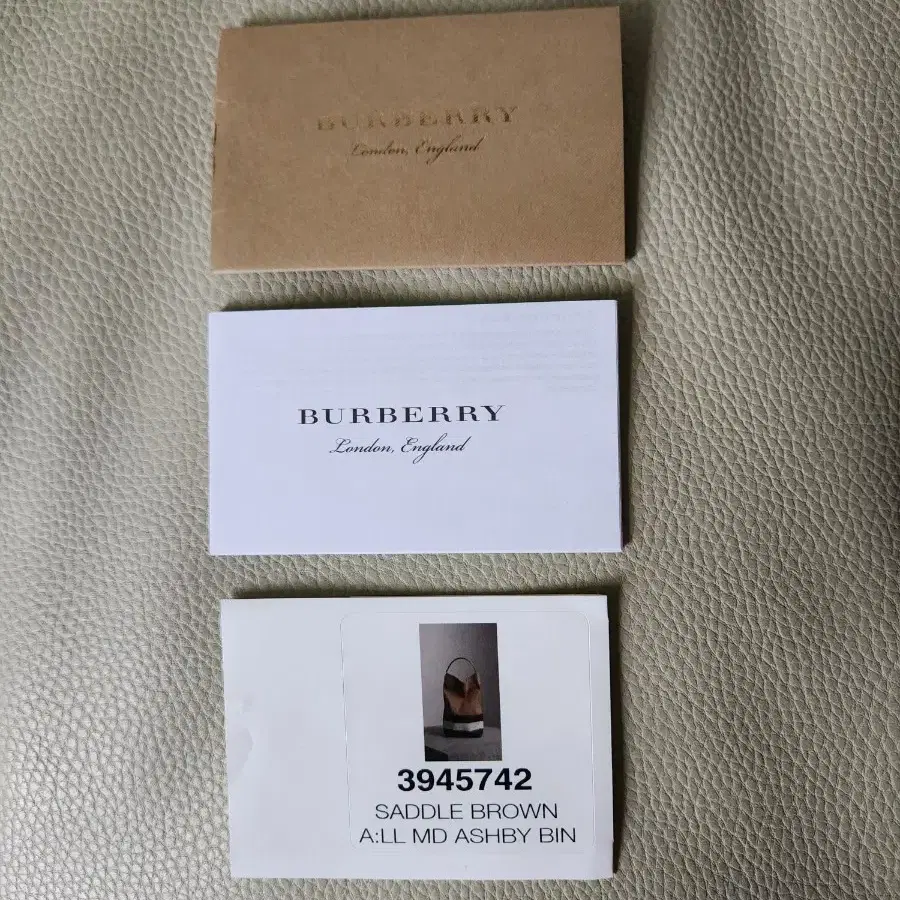 BURBERRY
London, England
BURBERRY
London, England
3945742
SADDLE BROWN
A:LL MD ASHBY BIN